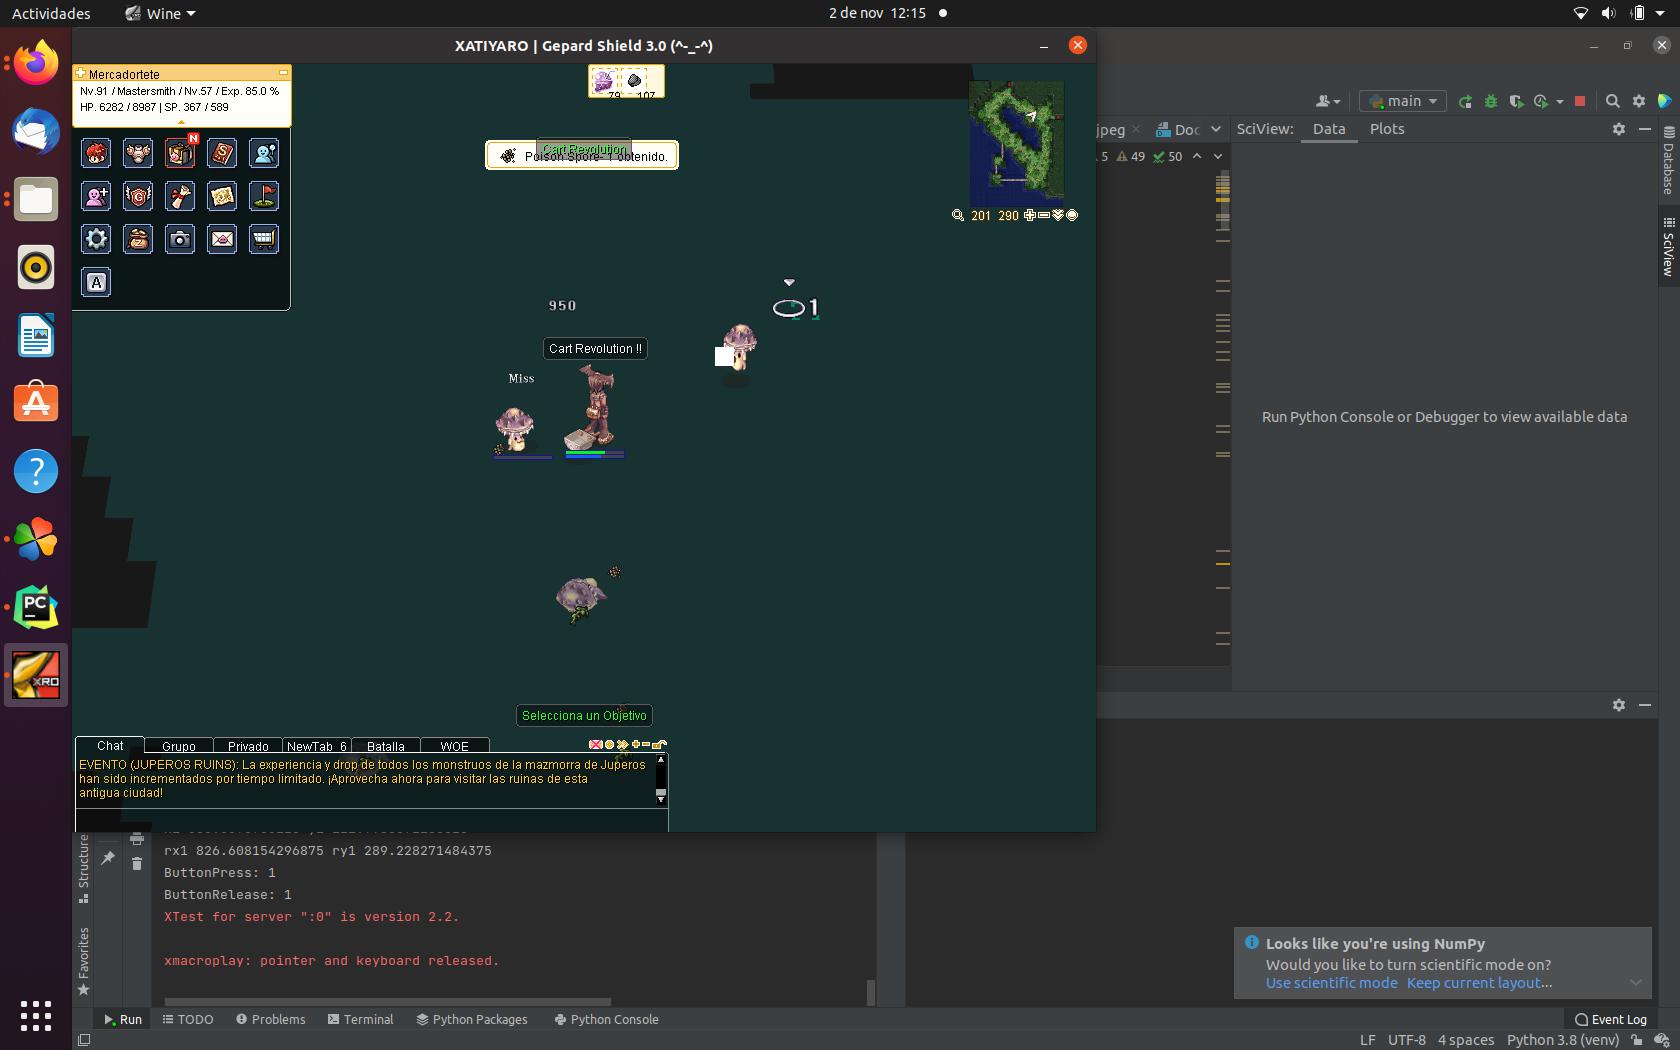 Actividades
Wine
2 de nov 12:15
XATIYARO | Gepard Shield 3.0 (^-_-^)
Mercadortete
Nv.91 / Mastersmith / Nv.57 / Exp. 85.0 %
HP. 6282 / 8987 | SP. 367 / 589
N
A
79 107
Cart Revolution
Poison Spore- 1 obtenido.
201 290
950
1
Cart Revolution !!
Miss
Selecciona un Objetivo
Chat Grupo Privado NewTab_6 Batalla WOE
EVENTO (JUPEROS RUINS): La experiencia y drop de todos los monstruos de la mazmorra de Juperos
han sido incrementados por tiempo limitado. ¡Aprovecha ahora para visitar las ruinas de esta
antigua ciudad!
main
jpeg
Doc
SciView: Data Plots
5 49 50
Database
SciView
Run Python Console or Debugger to view available data
PC
XRO
Structure
Favorites
rx1 826.608154296875 ry1 289.228271484375
ButtonPress: 1
ButtonRelease: 1
XTest for server ":0" is version 2.2.
xmacroplay: pointer and keyboard released.
Looks like you're using NumPy
Would you like to turn scientific mode on?
Use scientific mode Keep current layout...
Run TODO Problems Terminal Python Packages Python Console
Event Log
LF UTF-8 4 spaces Python 3.8 (venv)